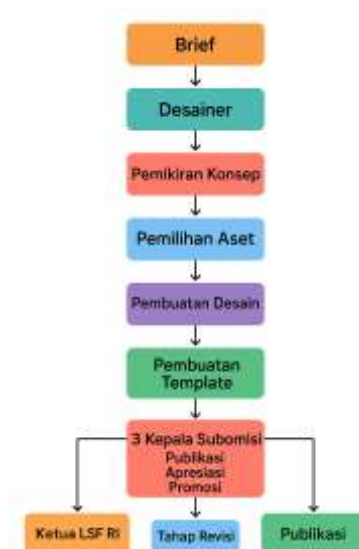 Brief
Desainer
Pemikiran Konsep
Pemilihan Aset
Pembuatan Desain
Pembuatan
Template
3 Kepala Subomisi
Publikasi
Apresiasi
Promosi
Ketua LSF RI
Tahap Revisi
Publikasi